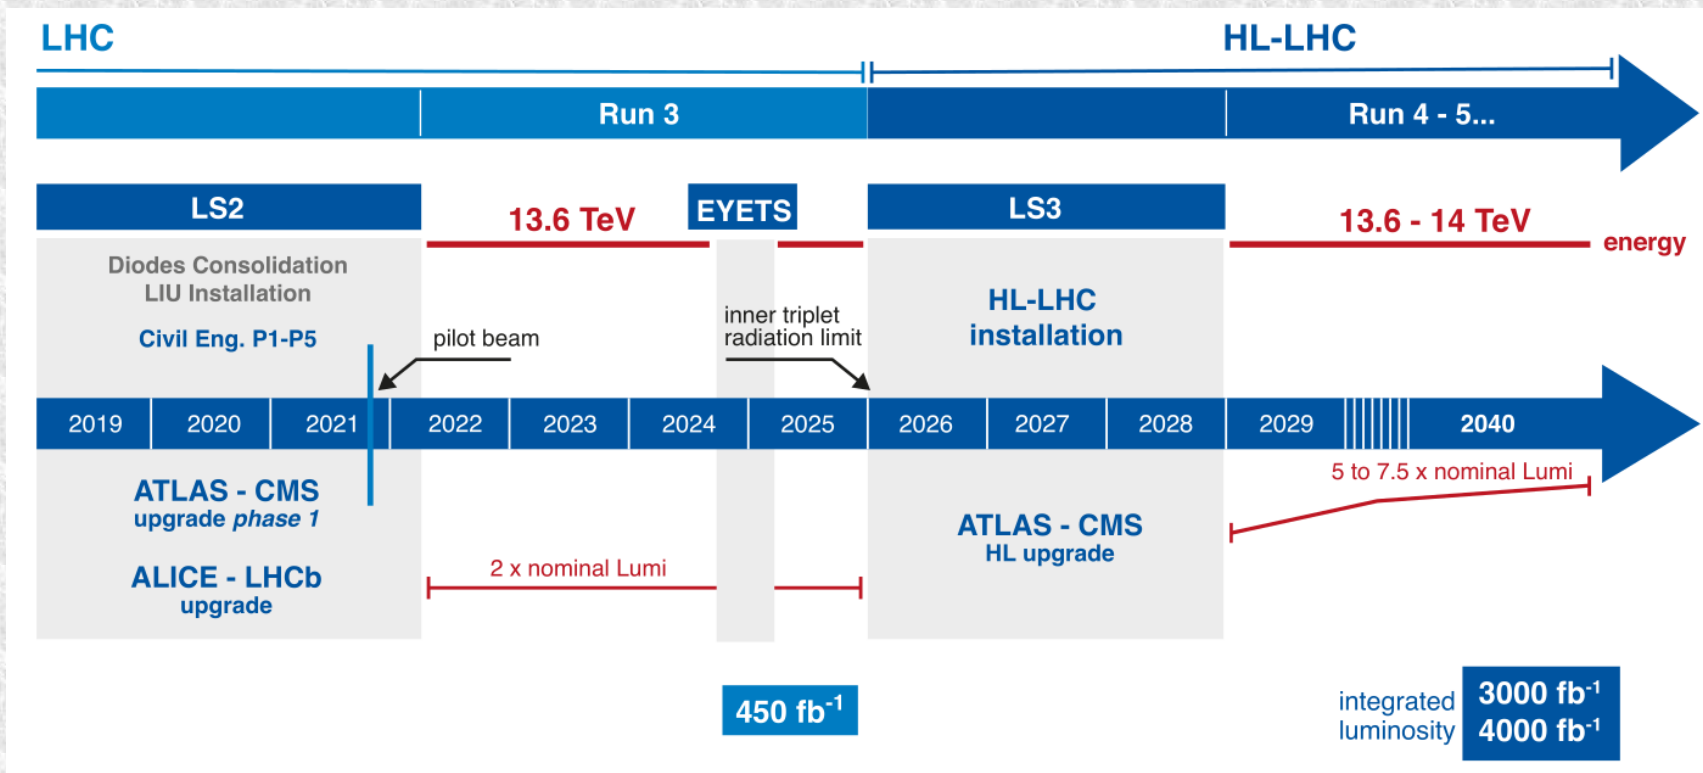 LHC
HL-LHC
Run 3
Run 4 - 5...
LS2
13.6 TeV
EYETS
LS3
13.6 - 14 TeV
energy
Diodes Consolidation
LIU Installation
Civil Eng. P1-P5
pilot beam
inner triplet
radiation limit
HL-LHC
installation
2019 2020 2021 2022 2023 2024 2025 2026 2027 2028 2029 2040
5 to 7.5 x nominal Lumi
ATLAS - CMS
upgrade phase 1
ALICE - LHCb
upgrade
2 x nominal Lumi
ATLAS - CMS
HL upgrade
450 fb⁻¹
integrated
luminosity
3000 fb⁻¹
4000 fb⁻¹